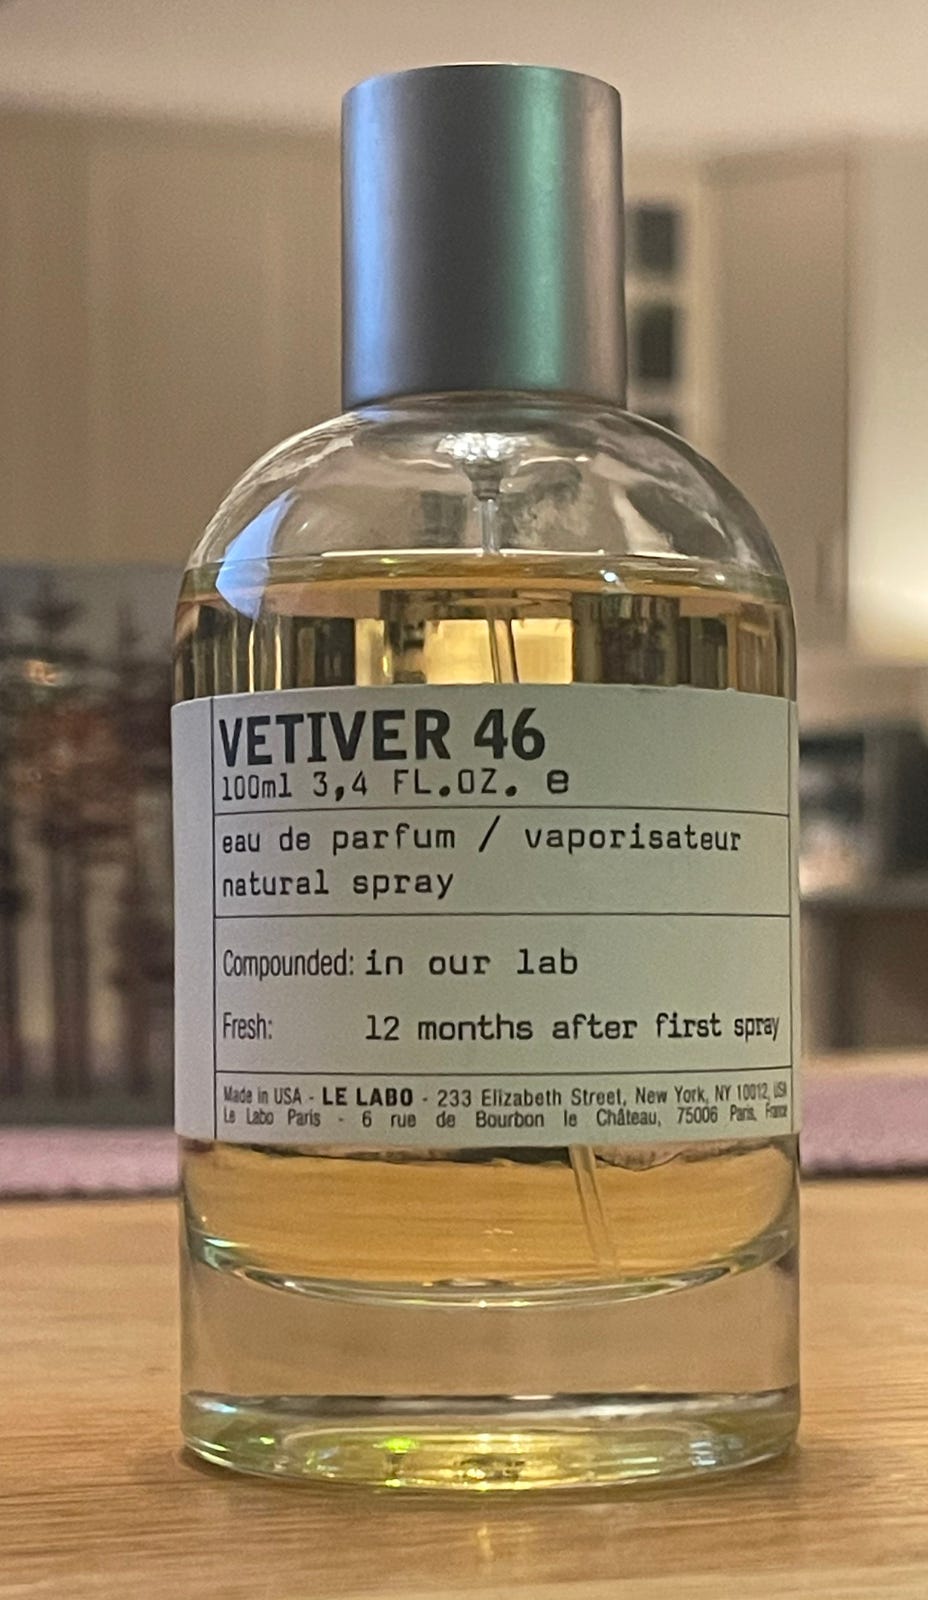 VETIVER 46
100ml 3,4 FL.OZ. e
eau de parfum / vaporisateur
natural spray
Compounded: in our lab
Fresh: 12 months after first spray
Made in USA - LE LABO - 233 Elizabeth Street, New York, NY 10012, USA
Le Labo Paris - 6 rue de Bourbon le Château, 75006 Paris, France